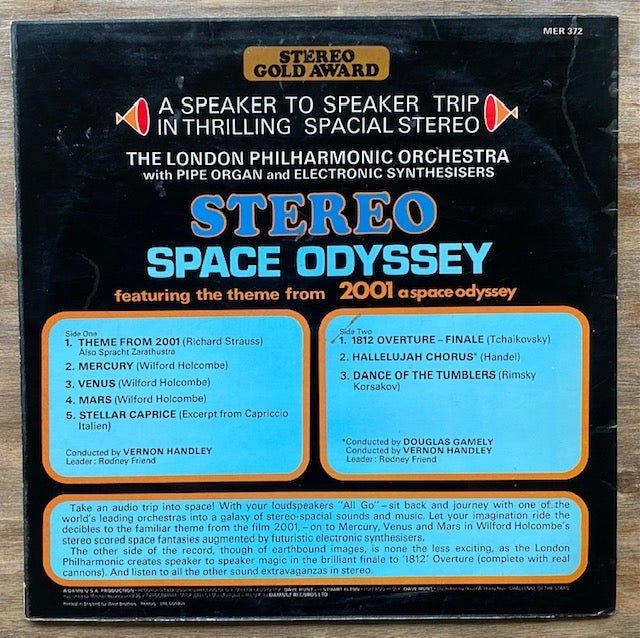 MER 372
STEREO
GOLD AWARD
A SPEAKER TO SPEAKER TRIP
IN THRILLING SPACIAL STEREO
THE LONDON PHILHARMONIC ORCHESTRA
with PIPE ORGAN and ELECTRONIC SYNTHESISERS
STEREO
SPACE ODYSSEY
featuring the theme from 2001 a space odyssey
Side One
1. THEME FROM 2001 (Richard Strauss)
Also Spracht Zarathustra
2. MERCURY (Wilford Holcombe)
3. VENUS (Wilford Holcombe)
4. MARS (Wilford Holcombe)
5. STELLAR CAPRICE (Excerpt from Capriccio
Italien)
Conducted by VERNON HANDLEY
Leader: Rodney Friend
Side Two
1. 1812 OVERTURE – FINALE (Tchaikovsky)
2. HALLELUJAH CHORUS* (Handel)
3. DANCE OF THE TUMBLERS (Rimsky
Korsakov)
*Conducted by DOUGLAS GAMELY
Conducted by VERNON HANDLEY
Leader: Rodney Friend
Take an audio trip into space! With your loudspeakers "All Go" – sit back and journey with one of the
world's leading orchestras into a galaxy of stereo-spacial sounds and music. Let your imagination ride the
decibles to the familiar theme from the film 2001, – on to Mercury, Venus and Mars in Wilford Holcombe's
stereo scored space fantasies augmented by futuristic electronic synthesisers.
The other side of the record, though of earthbound images, is none the less exciting, as the London
Philharmonic creates speaker to speaker magic in the brilliant finale to '1812' Overture (complete with real
cannons). And listen to all the other sound extravaganzas in stereo.
PRODUCTION
DAMILT RECORDS LTD
Printed in England by